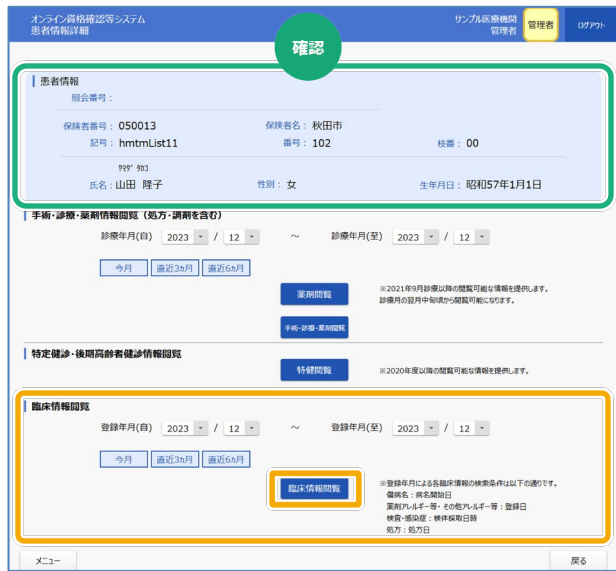 オンライン資格確認等システム
患者情報詳細
サンプル医療機関
管理者
管理者
ログアウト
確認
患者情報
照会番号：
保険者番号： 050013 保険者名： 秋田市
記号： hmtmList11 番号： 102 枝番： 00
ﾔﾏﾀﾞ ﾀｶｺ
氏名： 山田 隆子 性別： 女 生年月日： 昭和57年1月1日
手術・診療・薬剤情報閲覧（処方・調剤を含む）
診療年月(自) 2023 / 12 ～ 診療年月(至) 2023 / 12
今月 直近3ヵ月 直近6ヵ月
薬剤閲覧
※2021年9月診療以降の閲覧可能な情報を提供します。
診療月の翌月中旬頃から閲覧可能になります。
手術・診療・薬剤閲覧
特定健診・後期高齢者健診情報閲覧
特健閲覧 ※2020年度以降の閲覧可能な情報を提供します。
臨床情報閲覧
登録年月(自) 2023 / 12 ～ 登録年月(至) 2023 / 12
今月 直近3ヵ月 直近6ヵ月
臨床情報閲覧
※登録年月による各臨床情報の検索条件は以下の通りです。
傷病名：病名開始日
薬剤アレルギー等・その他アレルギー等：登録日
検査・感染症：検体採取日時
処方：処方日
メニュー 戻る